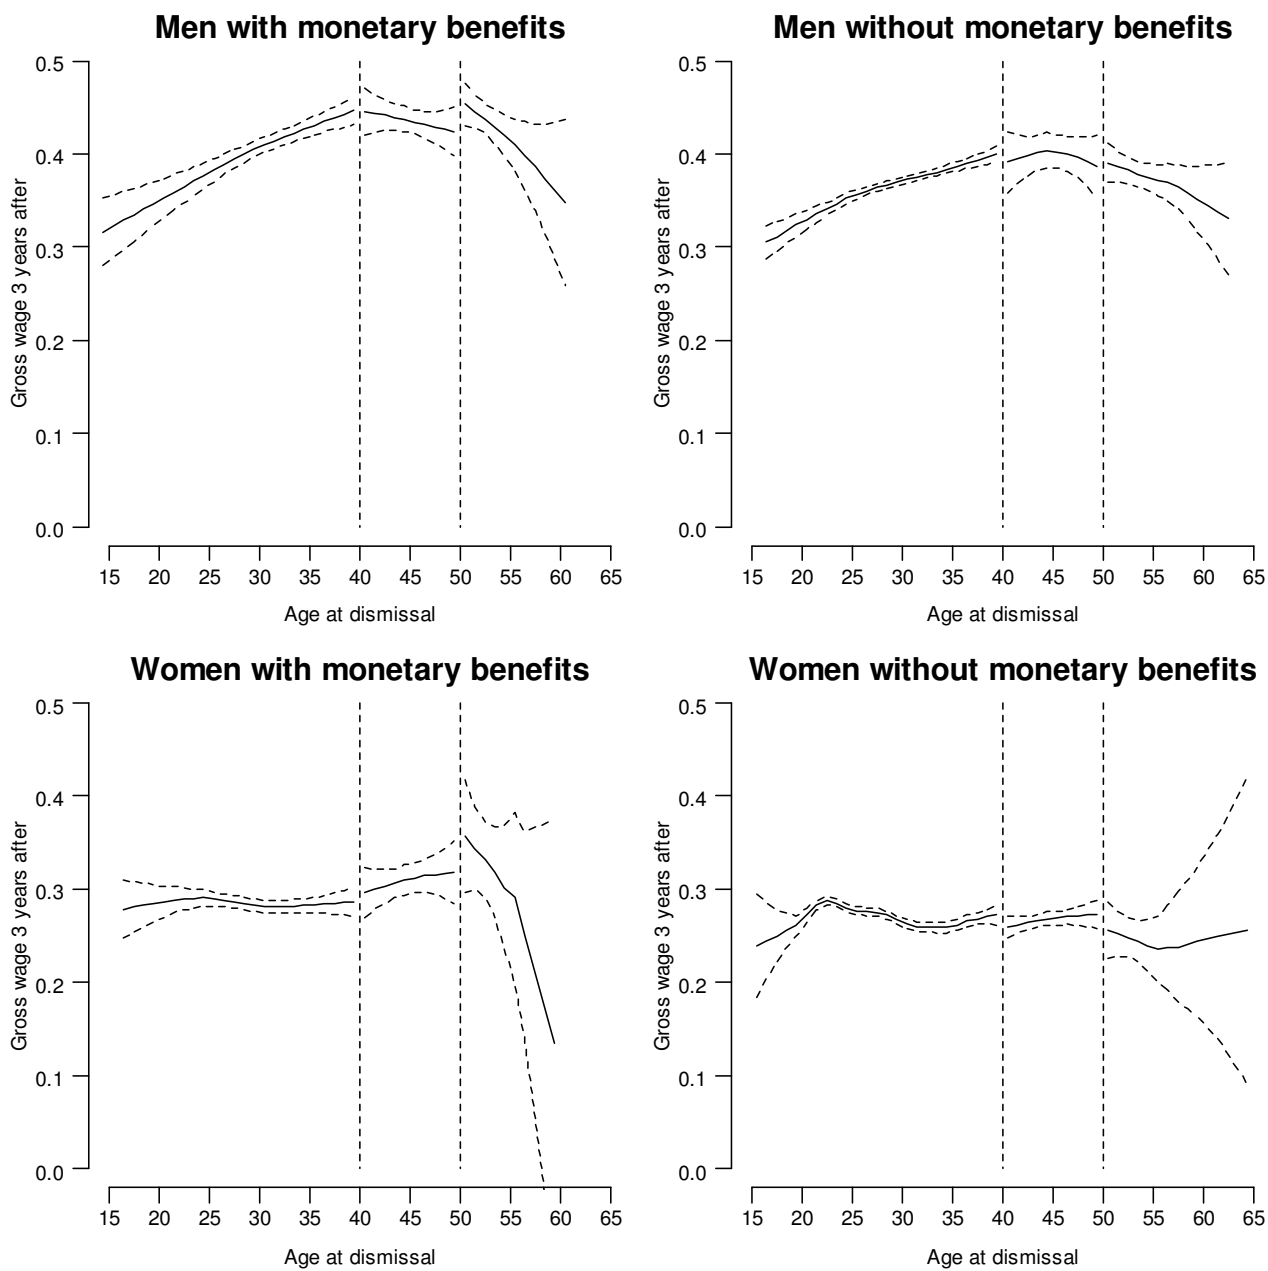 Men with monetary benefits
Gross wage 3 years after
0.5
0.4
0.3
0.2
0.1
0.0
15 20 25 30 35 40 45 50 55 60 65
Age at dismissal
Men without monetary benefits
Gross wage 3 years after
0.5
0.4
0.3
0.2
0.1
0.0
15 20 25 30 35 40 45 50 55 60 65
Age at dismissal
Women with monetary benefits
Gross wage 3 years after
0.5
0.4
0.3
0.2
0.1
0.0
15 20 25 30 35 40 45 50 55 60 65
Age at dismissal
Women without monetary benefits
Gross wage 3 years after
0.5
0.4
0.3
0.2
0.1
0.0
15 20 25 30 35 40 45 50 55 60 65
Age at dismissal